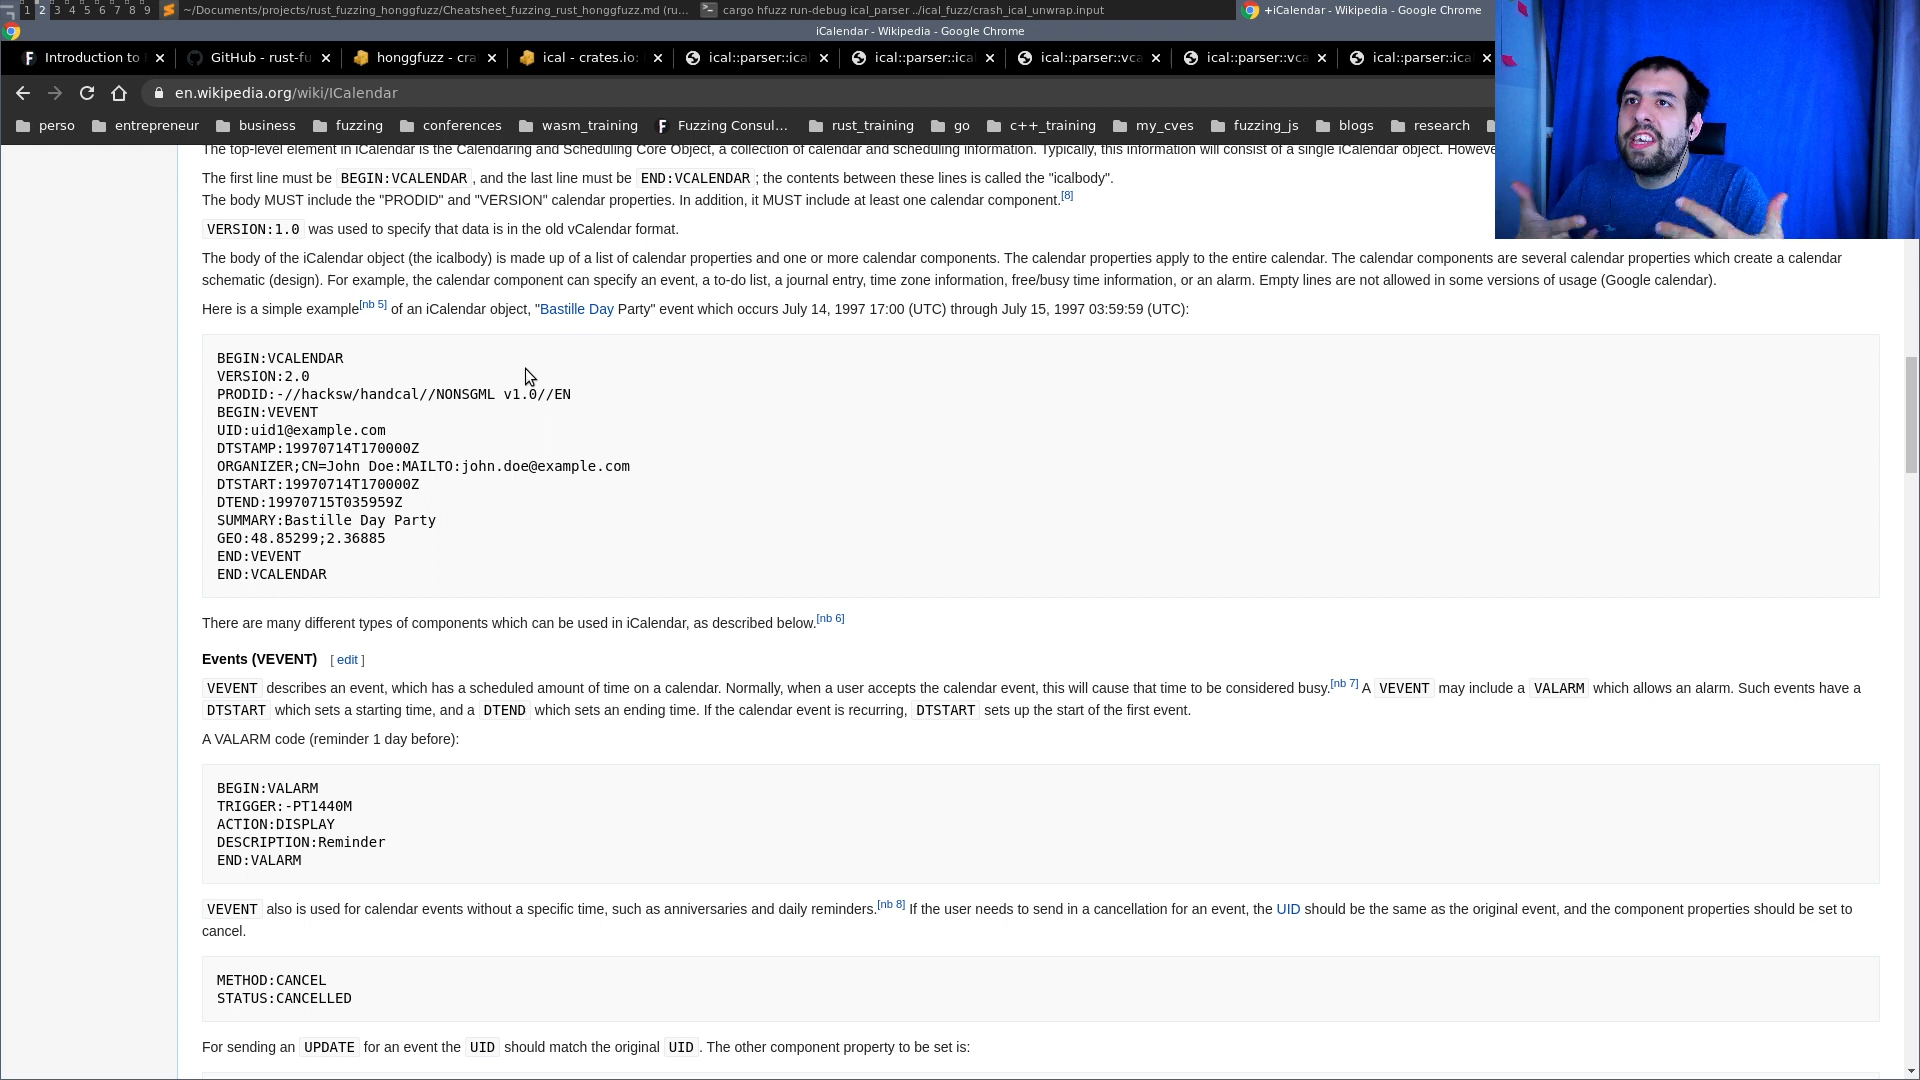 1 2 3 4 5 6 7 8 9 ~/Documents/projects/rust_fuzzing_honggfuzz/Cheatsheet_fuzzing_rust_honggfuzz.md (ru... cargo hfuzz run-debug ical_parser ../ical_fuzz/crash_ical_unwrap.input +iCalendar - Wikipedia - Google Chrome
iCalendar - Wikipedia - Google Chrome
Introduction to GitHub - rust-fu honggfuzz - cra ical - crates.io: ical::parser::ica ical::parser::ica ical::parser::vca ical::parser::vca ical::parser::ica
en.wikipedia.org/wiki/ICalendar
perso entrepreneur business fuzzing conferences wasm_training Fuzzing Consul... rust_training go c++_training my_cves fuzzing_js blogs research
The top-level element in iCalendar is the Calendaring and Scheduling Core Object, a collection of calendar and scheduling information. Typically, this information will consist of a single iCalendar object. Howeve
The first line must be BEGIN:VCALENDAR, and the last line must be END:VCALENDAR; the contents between these lines is called the "icalbody".
The body MUST include the "PRODID" and "VERSION" calendar properties. In addition, it MUST include at least one calendar component.[8]
VERSION:1.0 was used to specify that data is in the old vCalendar format.
The body of the iCalendar object (the icalbody) is made up of a list of calendar properties and one or more calendar components. The calendar properties apply to the entire calendar. The calendar components are several calendar properties which create a calendar
schematic (design). For example, the calendar component can specify an event, a to-do list, a journal entry, time zone information, free/busy time information, or an alarm. Empty lines are not allowed in some versions of usage (Google calendar).
Here is a simple example[nb 5] of an iCalendar object, "Bastille Day Party" event which occurs July 14, 1997 17:00 (UTC) through July 15, 1997 03:59:59 (UTC):
BEGIN:VCALENDAR
VERSION:2.0
PRODID:-//hacksw/handcal//NONSGML v1.0//EN
BEGIN:VEVENT
UID:uid1@example.com
DTSTAMP:19970714T170000Z
ORGANIZER;CN=John Doe:MAILTO:john.doe@example.com
DTSTART:19970714T170000Z
DTEND:19970715T035959Z
SUMMARY:Bastille Day Party
GEO:48.85299;2.36885
END:VEVENT
END:VCALENDAR
There are many different types of components which can be used in iCalendar, as described below.[nb 6]
Events (VEVENT) [ edit ]
VEVENT describes an event, which has a scheduled amount of time on a calendar. Normally, when a user accepts the calendar event, this will cause that time to be considered busy.[nb 7] A VEVENT may include a VALARM which allows an alarm. Such events have a
DTSTART which sets a starting time, and a DTEND which sets an ending time. If the calendar event is recurring, DTSTART sets up the start of the first event.
A VALARM code (reminder 1 day before):
BEGIN:VALARM
TRIGGER:-PT1440M
ACTION:DISPLAY
DESCRIPTION:Reminder
END:VALARM
VEVENT also is used for calendar events without a specific time, such as anniversaries and daily reminders.[nb 8] If the user needs to send in a cancellation for an event, the UID should be the same as the original event, and the component properties should be set to
cancel.
METHOD:CANCEL
STATUS:CANCELLED
For sending an UPDATE for an event the UID should match the original UID. The other component property to be set is: